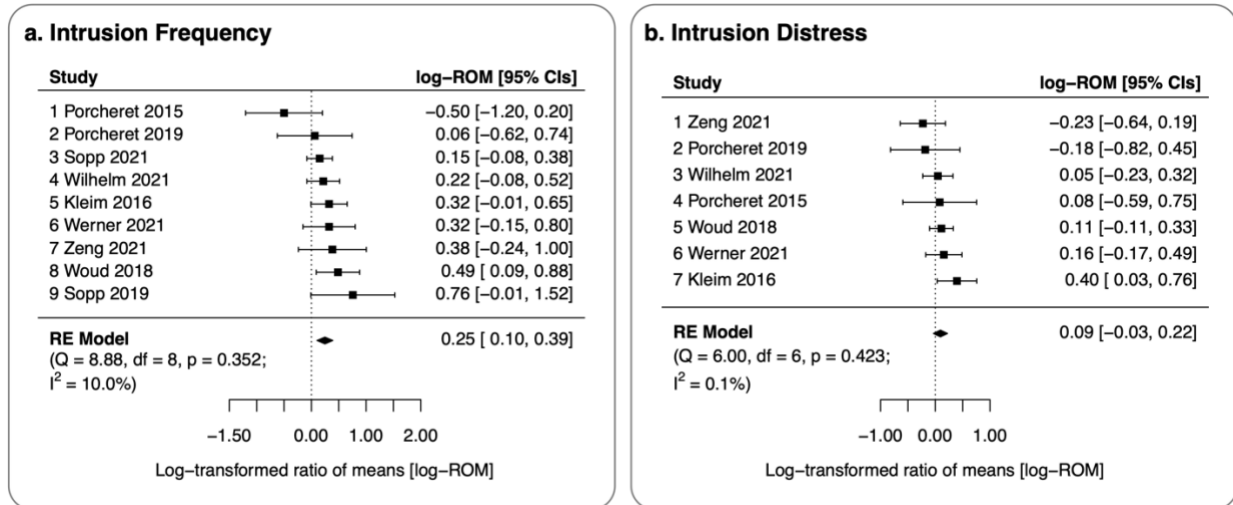 a. Intrusion Frequency
Study log−ROM [95% CIs]
1 Porcheret 2015 −0.50 [−1.20, 0.20]
2 Porcheret 2019 0.06 [−0.62, 0.74]
3 Sopp 2021 0.15 [−0.08, 0.38]
4 Wilhelm 2021 0.22 [−0.08, 0.52]
5 Kleim 2016 0.32 [−0.01, 0.65]
6 Werner 2021 0.32 [−0.15, 0.80]
7 Zeng 2021 0.38 [−0.24, 1.00]
8 Woud 2018 0.49 [ 0.09, 0.88]
9 Sopp 2019 0.76 [−0.01, 1.52]
RE Model 0.25 [ 0.10, 0.39]
(Q = 8.88, df = 8, p = 0.352;
I² = 10.0%)
−1.50 0.00 1.00 2.00
Log−transformed ratio of means [log−ROM]
b. Intrusion Distress
Study log−ROM [95% CIs]
1 Zeng 2021 −0.23 [−0.64, 0.19]
2 Porcheret 2019 −0.18 [−0.82, 0.45]
3 Wilhelm 2021 0.05 [−0.23, 0.32]
4 Porcheret 2015 0.08 [−0.59, 0.75]
5 Woud 2018 0.11 [−0.11, 0.33]
6 Werner 2021 0.16 [−0.17, 0.49]
7 Kleim 2016 0.40 [ 0.03, 0.76]
RE Model 0.09 [−0.03, 0.22]
(Q = 6.00, df = 6, p = 0.423;
I² = 0.1%)
−1.00 0.00 1.00
Log−transformed ratio of means [log−ROM]